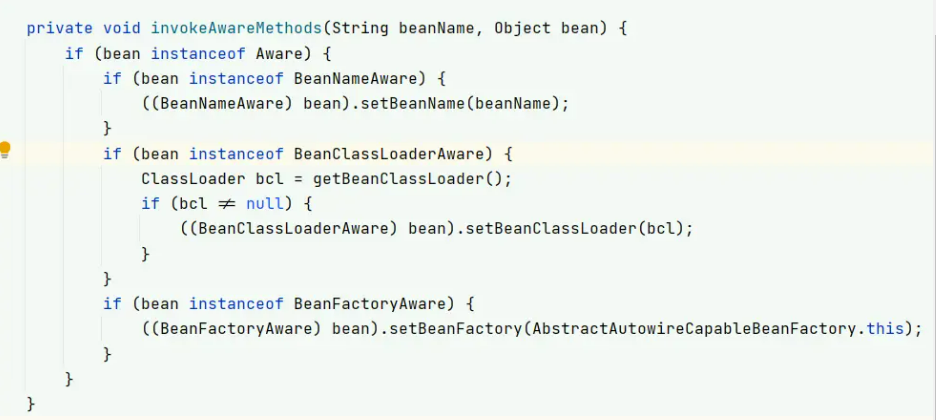 private void invokeAwareMethods(String beanName, Object bean) {
    if (bean instanceof Aware) {
        if (bean instanceof BeanNameAware) {
            ((BeanNameAware) bean).setBeanName(beanName);
        }
        if (bean instanceof BeanClassLoaderAware) {
            ClassLoader bcl = getBeanClassLoader();
            if (bcl ≠ null) {
                ((BeanClassLoaderAware) bean).setBeanClassLoader(bcl);
            }
        }
        if (bean instanceof BeanFactoryAware) {
            ((BeanFactoryAware) bean).setBeanFactory(AbstractAutowireCapableBeanFactory.this);
        }
    }
}